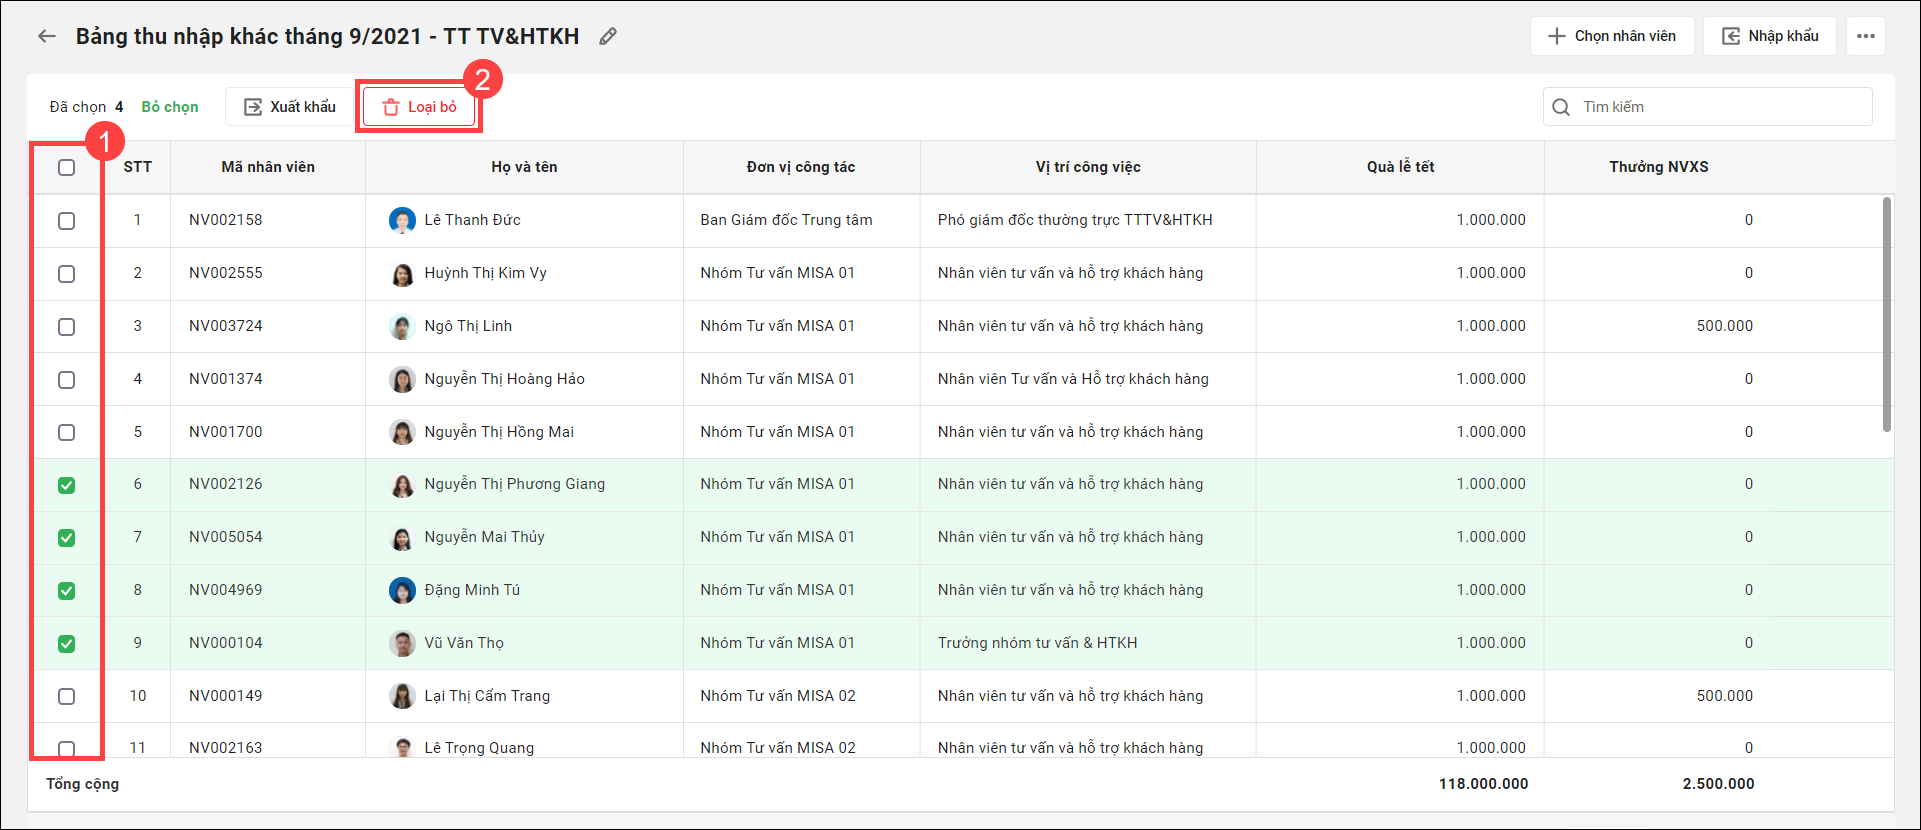 Bảng thu nhập khác tháng 9/2021 - TT TV&HTKH Chọn nhân viên Nhập khẩu
Đã chọn 4 Bỏ chọn Xuất khẩu Loại bỏ 2 Tìm kiếm
1
STT Mã nhân viên Họ và tên Đơn vị công tác Vị trí công việc Quà lễ tết Thưởng NVXS
1 NV002158 Lê Thanh Đức Ban Giám đốc Trung tâm Phó giám đốc thường trực TTTV&HTKH 1.000.000 0
2 NV002555 Huỳnh Thị Kim Vy Nhóm Tư vấn MISA 01 Nhân viên tư vấn và hỗ trợ khách hàng 1.000.000 0
3 NV003724 Ngô Thị Linh Nhóm Tư vấn MISA 01 Nhân viên tư vấn và hỗ trợ khách hàng 1.000.000 500.000
4 NV001374 Nguyễn Thị Hoàng Hảo Nhóm Tư vấn MISA 01 Nhân viên Tư vấn và Hỗ trợ khách hàng 1.000.000 0
5 NV001700 Nguyễn Thị Hồng Mai Nhóm Tư vấn MISA 01 Nhân viên tư vấn và hỗ trợ khách hàng 1.000.000 0
6 NV002126 Nguyễn Thị Phương Giang Nhóm Tư vấn MISA 01 Nhân viên tư vấn và hỗ trợ khách hàng 1.000.000 0
7 NV005054 Nguyễn Mai Thủy Nhóm Tư vấn MISA 01 Nhân viên tư vấn và hỗ trợ khách hàng 1.000.000 0
8 NV004969 Đặng Minh Tú Nhóm Tư vấn MISA 01 Nhân viên tư vấn và hỗ trợ khách hàng 1.000.000 0
9 NV000104 Vũ Văn Thọ Nhóm Tư vấn MISA 01 Trưởng nhóm tư vấn & HTKH 1.000.000 0
10 NV000149 Lại Thị Cẩm Trang Nhóm Tư vấn MISA 02 Nhân viên tư vấn và hỗ trợ khách hàng 1.000.000 500.000
11 NV002163 Lê Trọng Quang Nhóm Tư vấn MISA 02 Nhân viên tư vấn và hỗ trợ khách hàng 1.000.000 0
Tổng cộng 118.000.000 2.500.000